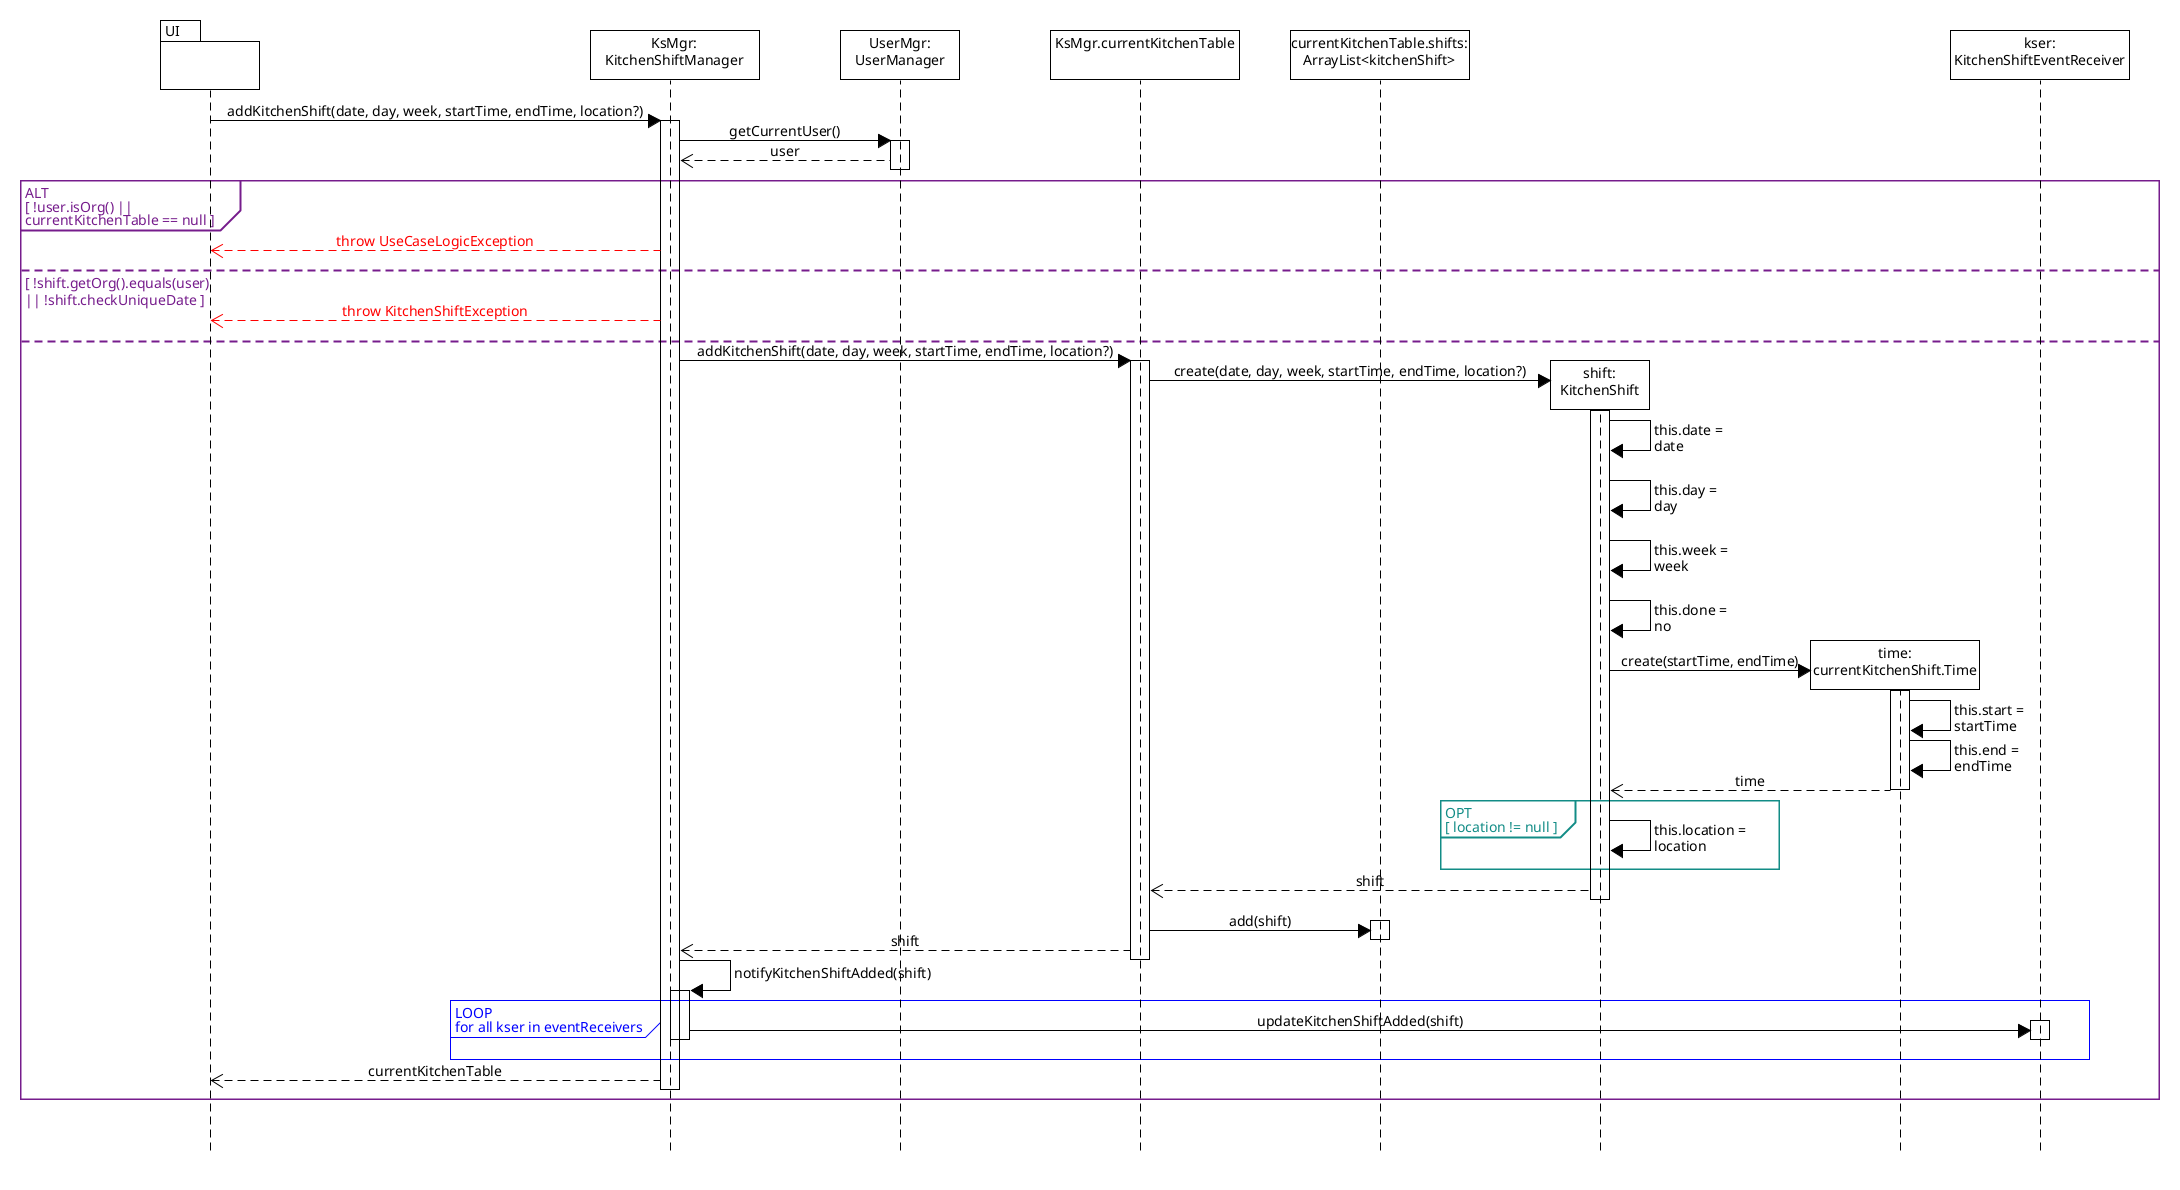 UI
KsMgr:
KitchenShiftManager
UserMgr:
UserManager
KsMgr.currentKitchenTable
currentKitchenTable.shifts:
ArrayList<kitchenShift>
kser:
KitchenShiftEventReceiver
addKitchenShift(date, day, week, startTime, endTime, location?)
getCurrentUser()
user
ALT
[ !user.isOrg() ||
currentKitchenTable == null ]
throw UseCaseLogicException
[ !shift.getOrg().equals(user)
|| !shift.checkUniqueDate ]
throw KitchenShiftException
addKitchenShift(date, day, week, startTime, endTime, location?)
create(date, day, week, startTime, endTime, location?)
shift:
KitchenShift
this.date =
date
this.day =
day
this.week =
week
this.done =
no
create(startTime, endTime)
time:
currentKitchenShift.Time
this.start =
startTime
this.end =
endTime
time
OPT
[ location != null ]
this.location =
location
shift
add(shift)
shift
notifyKitchenShiftAdded(shift)
LOOP
for all kser in eventReceivers
updateKitchenShiftAdded(shift)
currentKitchenTable